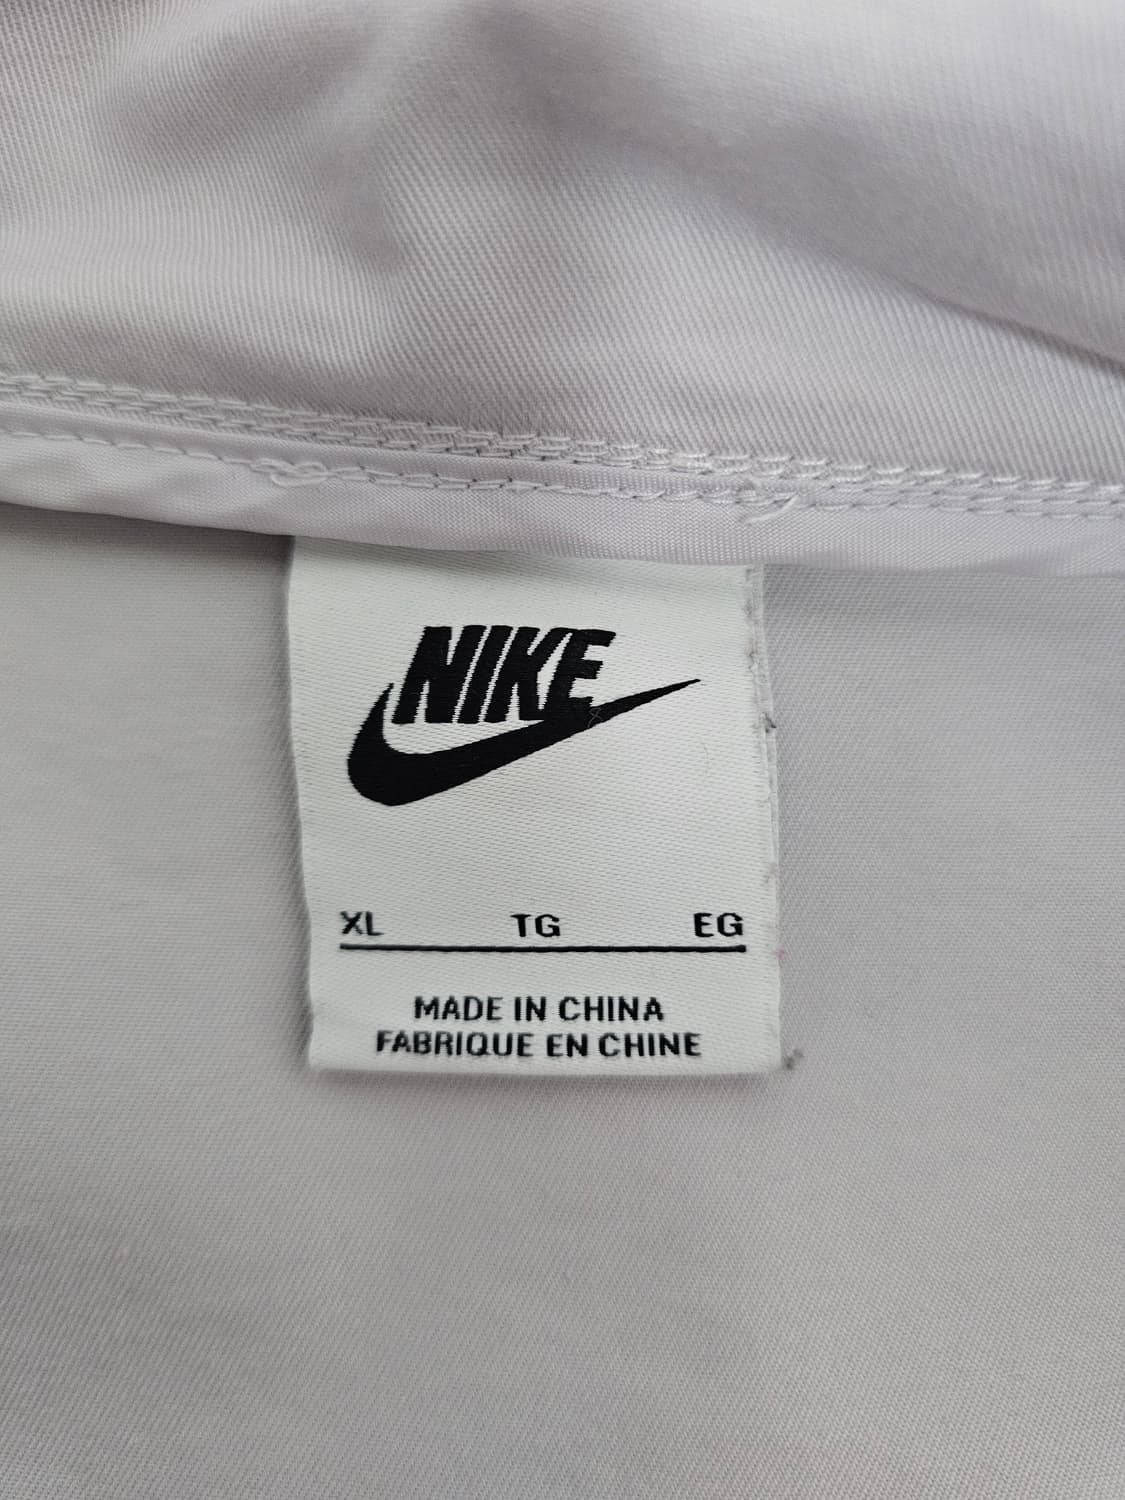 NIKE
XL TG EG
MADE IN CHINA
FABRIQUE EN CHINE